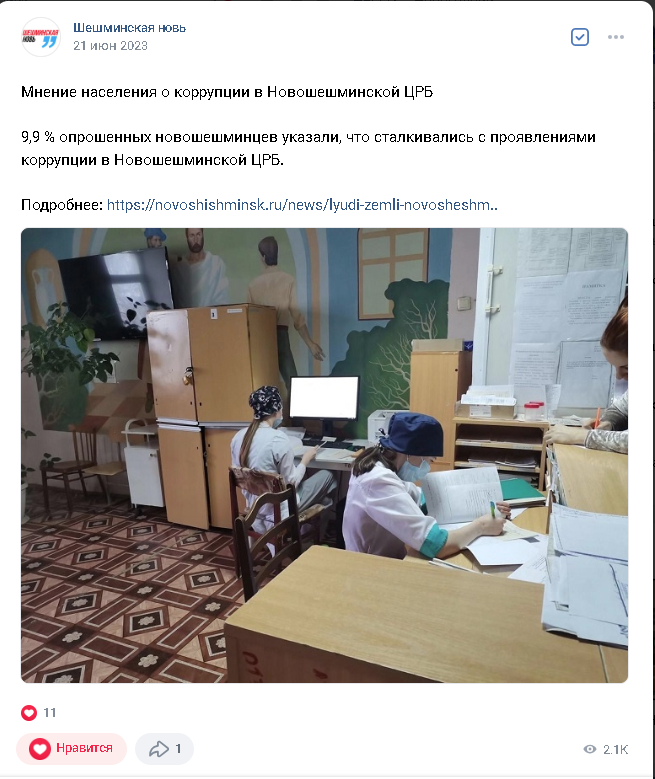 ШЕШМИНСКАЯ
НОВЬ
Шешминская новь
21 июн 2023
Мнение населения о коррупции в Новошешминской ЦРБ
9,9 % опрошенных новошешминцев указали, что сталкивались с проявлениями
коррупции в Новошешминской ЦРБ.
Подробнее: https://novoshishminsk.ru/news/lyudi-zemli-novosheshm..
11
Нравится
1
2.1K